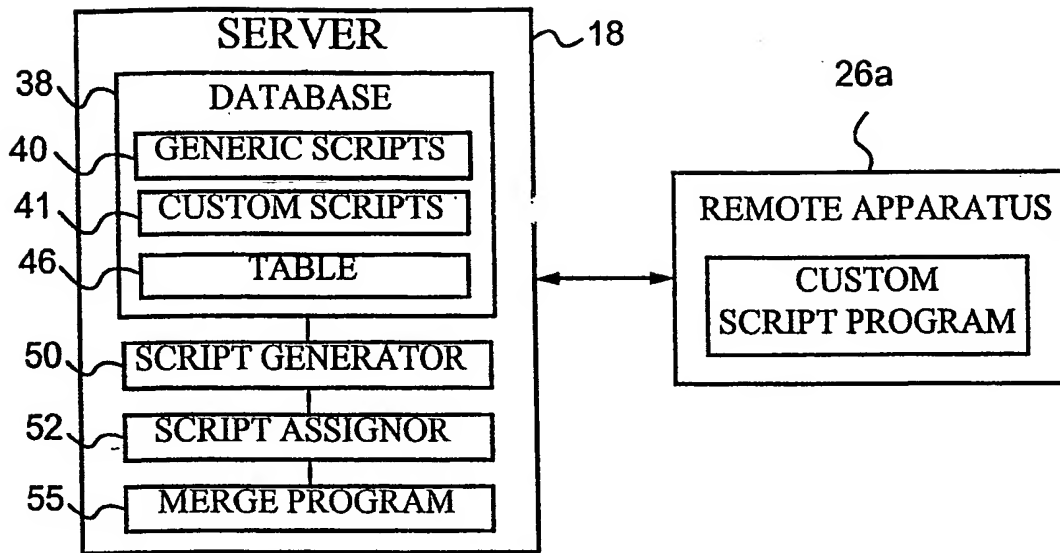 SERVER
18
38
DATABASE
40
GENERIC SCRIPTS
41
CUSTOM SCRIPTS
46
TABLE
50
SCRIPT GENERATOR
52
SCRIPT ASSIGNOR
55
MERGE PROGRAM
26a
REMOTE APPARATUS
CUSTOM
SCRIPT PROGRAM